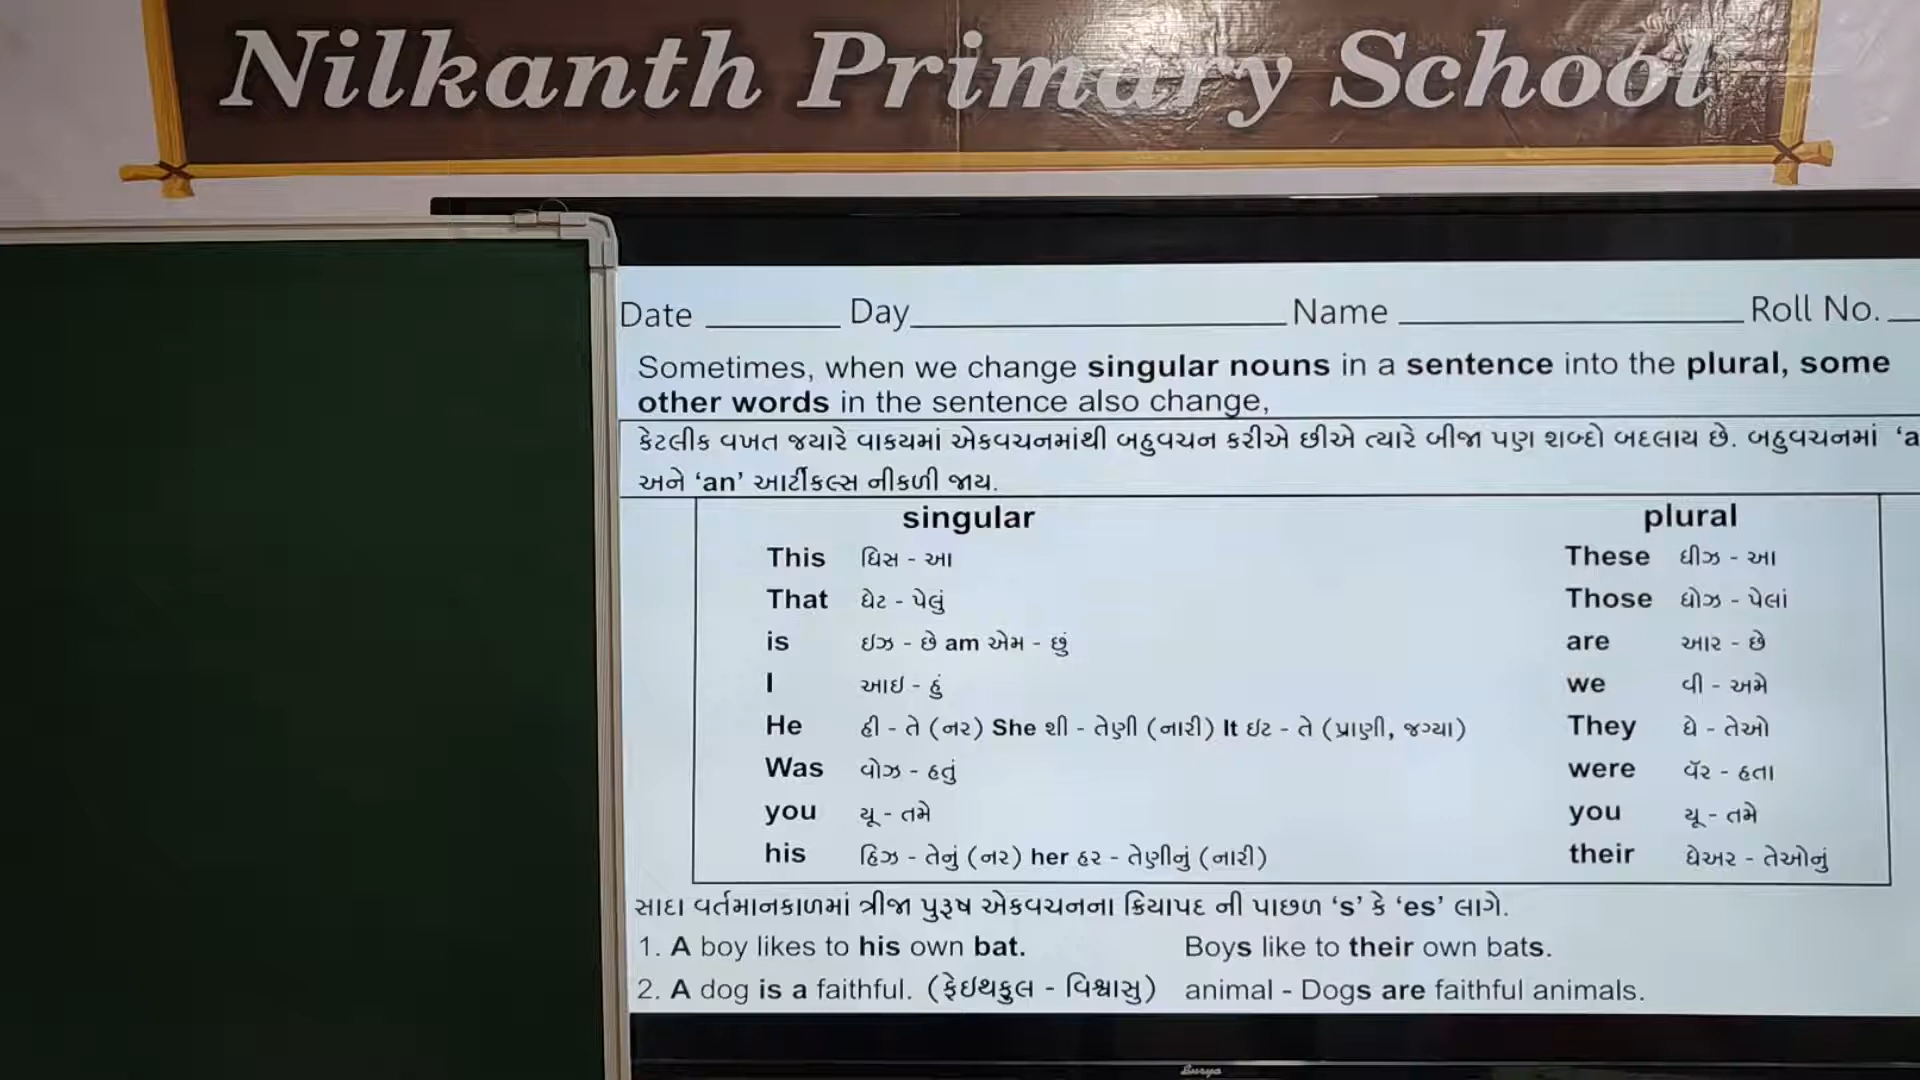 Nilkanth Primary School
Date ______ Day__________________ Name ________________ Roll No. __
Sometimes, when we change singular nouns in a sentence into the plural, some
other words in the sentence also change,
કેટલીક વખત જયારે વાકયમાં એકવચનમાંથી બહુવચન કરીએ છીએ ત્યારે બીજા પણ શબ્દો બદલાય છે. બહુવચનમાં ‘a
અને ‘an’ આર્ટીકલ્સ નીકળી જાય.
singular plural
This ધિસ - આ These ધીઝ - આ
That ધેટ - પેલું Those ધોઝ - પેલાં
is ઇઝ - છે am એમ - છું are આર - છે
I આઇ - હું we વી - અમે
He હી - તે (નર) She શી - તેણી (નારી) It ઇટ - તે (પ્રાણી, જગ્યા) They ધે - તેઓ
Was વોઝ - હતું were વૅર - હતા
you યૂ - તમે you યૂ - તમે
his હિઝ - તેનું (નર) her હર - તેણીનું (નારી) their ધેઅર - તેઓનું
સાદા વર્તમાનકાળમાં ત્રીજા પુરૂષ એકવચનના ક્રિયાપદ ની પાછળ ‘s’ કે ‘es’ લાગે.
1. A boy likes to his own bat. Boys like to their own bats.
2. A dog is a faithful. (ફેઇથફુલ - વિશ્વાસુ) animal - Dogs are faithful animals.